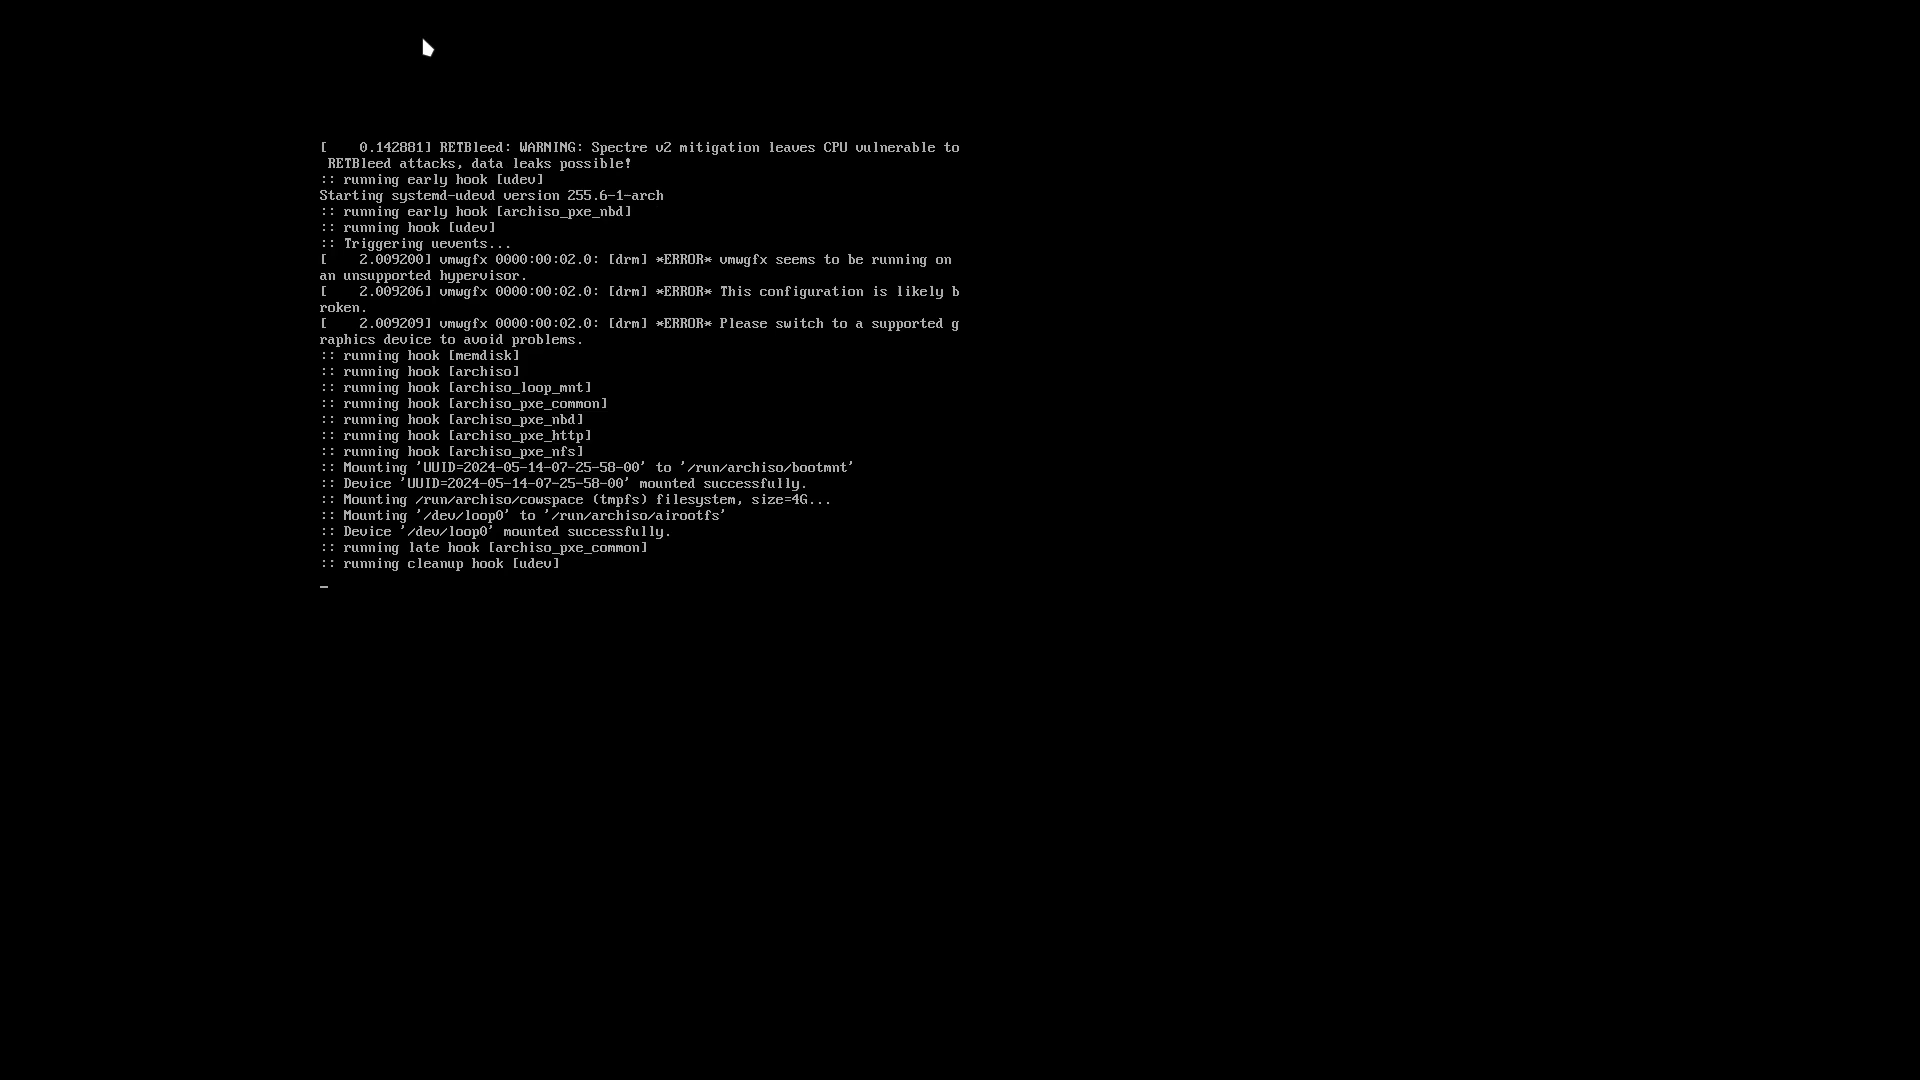 [    0.142881] RETBleed: WARNING: Spectre v2 mitigation leaves CPU vulnerable to
 RETBleed attacks, data leaks possible!
:: running early hook [udev]
Starting systemd-udevd version 255.6-1-arch
:: running early hook [archiso_pxe_nbd]
:: running hook [udev]
:: Triggering uevents...
[    2.009200] vmwgfx 0000:00:02.0: [drm] *ERROR* vmwgfx seems to be running on
an unsupported hypervisor.
[    2.009206] vmwgfx 0000:00:02.0: [drm] *ERROR* This configuration is likely b
roken.
[    2.009209] vmwgfx 0000:00:02.0: [drm] *ERROR* Please switch to a supported g
raphics device to avoid problems.
:: running hook [memdisk]
:: running hook [archiso]
:: running hook [archiso_loop_mnt]
:: running hook [archiso_pxe_common]
:: running hook [archiso_pxe_nbd]
:: running hook [archiso_pxe_http]
:: running hook [archiso_pxe_nfs]
:: Mounting 'UUID=2024-05-14-07-25-58-00' to '/run/archiso/bootmnt'
:: Device 'UUID=2024-05-14-07-25-58-00' mounted successfully.
:: Mounting /run/archiso/cowspace (tmpfs) filesystem, size=4G...
:: Mounting '/dev/loop0' to '/run/archiso/airootfs'
:: Device '/dev/loop0' mounted successfully.
:: running late hook [archiso_pxe_common]
:: running cleanup hook [udev]
_